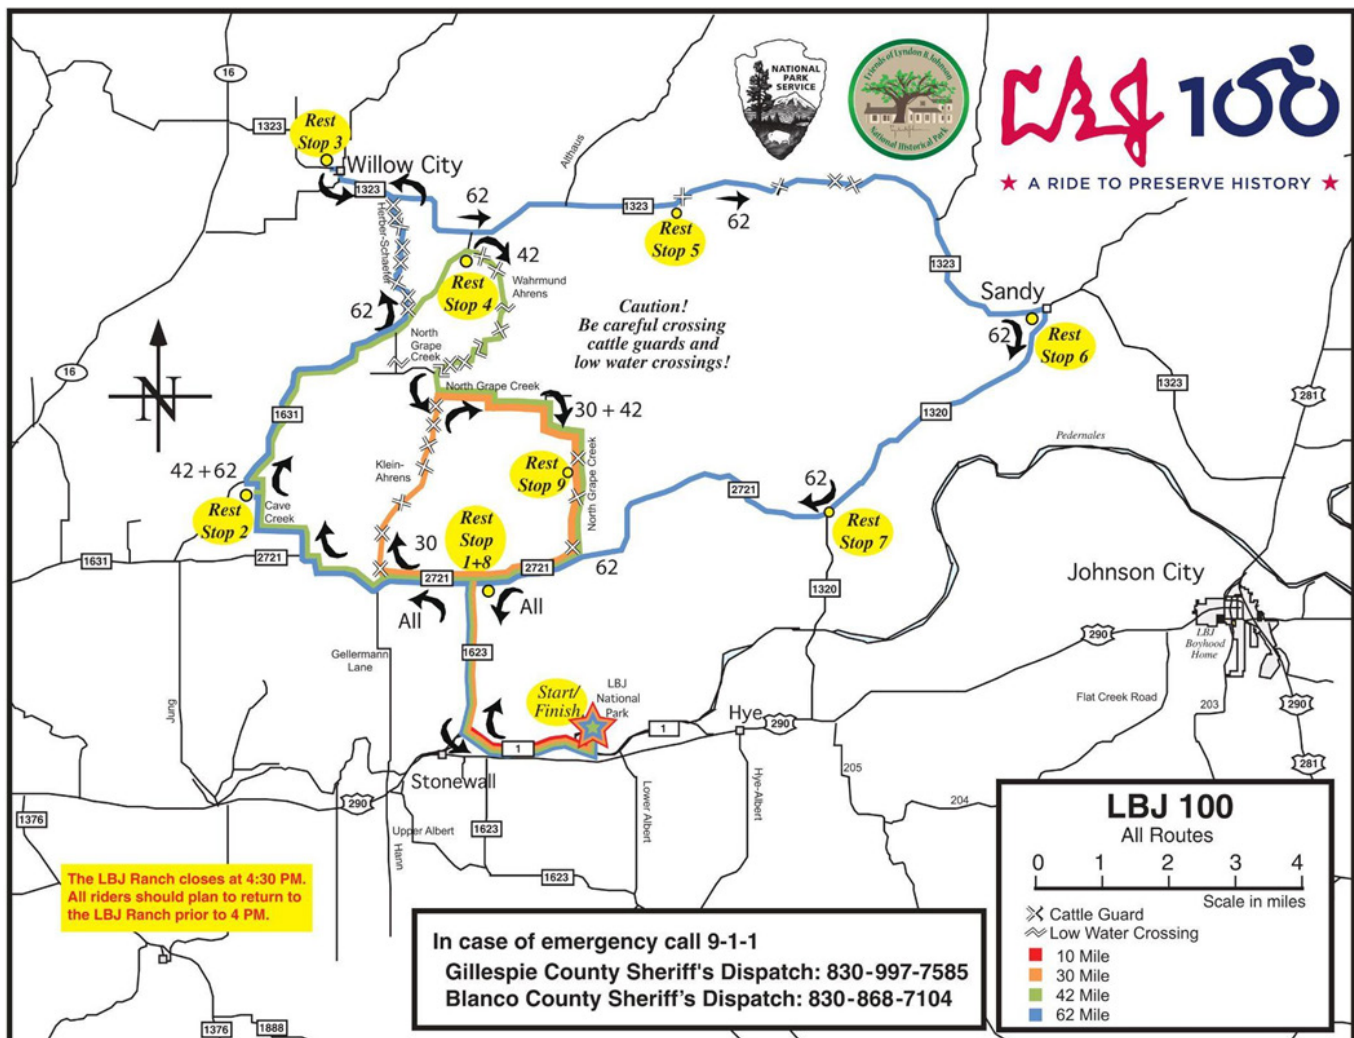 16
1323
Rest
Stop 3
Willow City
1323
Herber-Schaefer
62
Althaus
1323
Rest
Stop 5
62
NATIONAL
PARK
SERVICE
Friends of Lyndon B. Johnson
National Historical Park
LBJ 100
★ A RIDE TO PRESERVE HISTORY ★
42
Rest
Stop 4
Wahrmund
Ahrens
62
North
Grape
Creek
Caution!
Be careful crossing
cattle guards and
low water crossings!
1323
Sandy
62
Rest
Stop 6
1323
281
16
N
1631
North Grape Creek
30 + 42
1320
Pedernales
42 + 62
Rest
Stop 2
Cave
Creek
Klein-
Ahrens
Rest
Stop 9
North Grape Creek
2721
62
Rest
Stop 7
1631
2721
30
Rest
Stop
1+8
2721
2721
62
All
All
1320
Johnson City
290
LBJ
Boyhood
Home
Gellermann
Lane
1623
Jung
Start/
Finish
LBJ
National
Park
1
1
Hye
290
Flat Creek Road
203
290
Stonewall
290
Hann
Upper Albert
1623
1623
Lower Albert
Hye-Albert
205
204
281
1376
The LBJ Ranch closes at 4:30 PM.
All riders should plan to return to
the LBJ Ranch prior to 4 PM.
1376
1888
In case of emergency call 9-1-1
Gillespie County Sheriff's Dispatch: 830-997-7585
Blanco County Sheriff's Dispatch: 830-868-7104
LBJ 100
All Routes
0 1 2 3 4
Scale in miles
Cattle Guard
Low Water Crossing
10 Mile
30 Mile
42 Mile
62 Mile